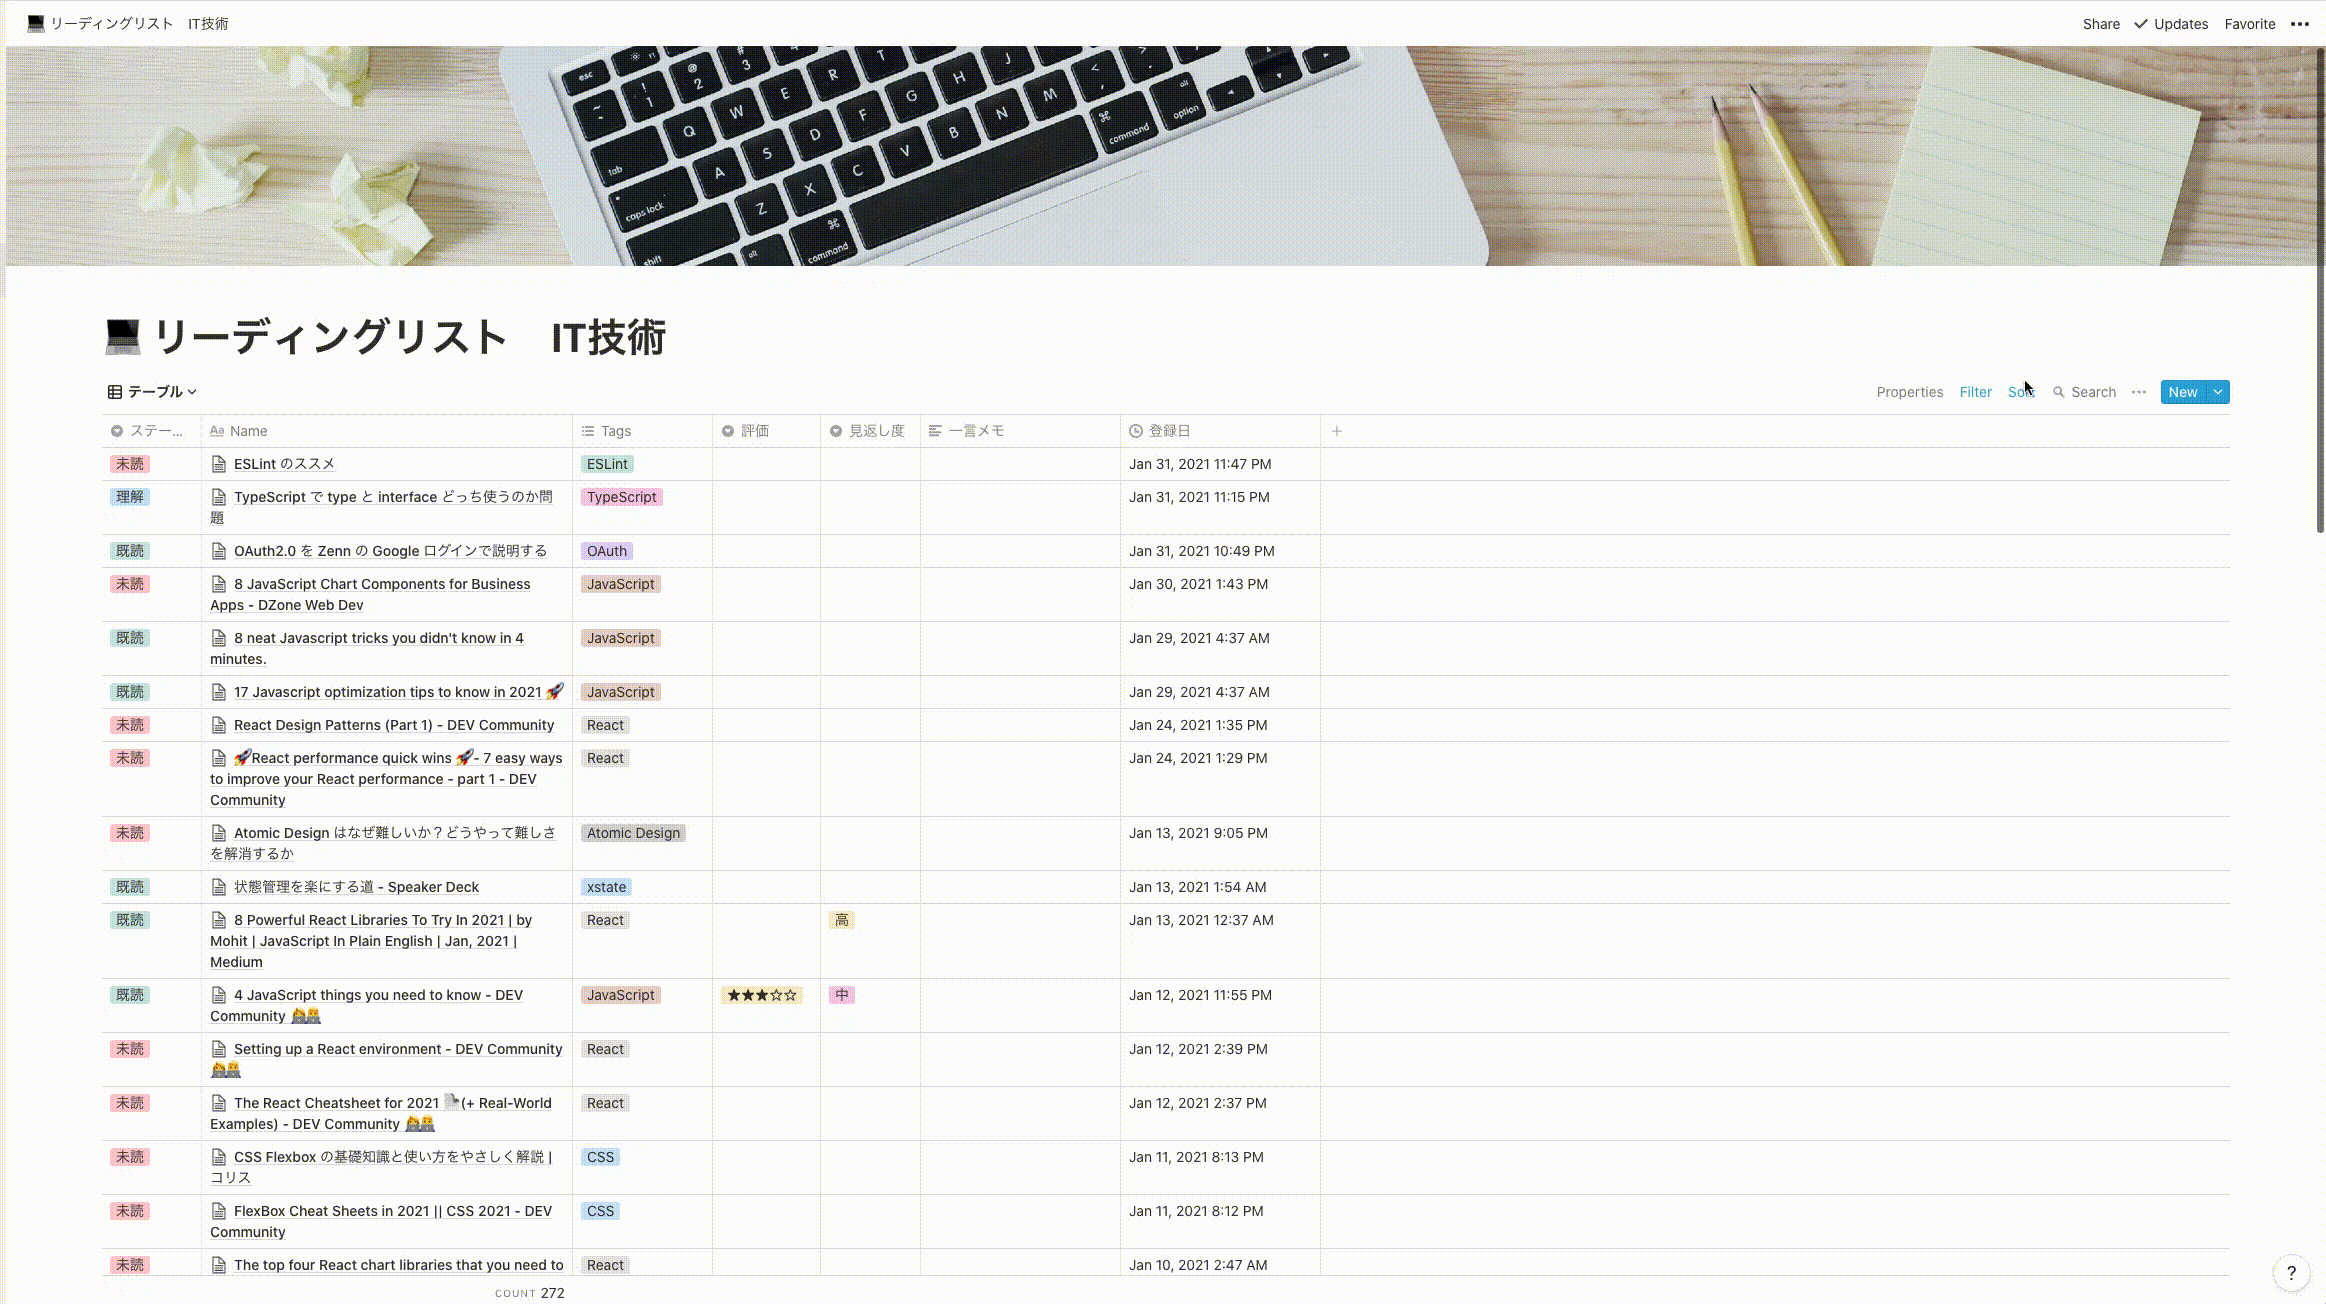 リーディングリスト　IT技術
Share Updates Favorite
esc
~ ! 1 @ 2 # 3
tab Q W E R T
caps lock A S D F G H J
shift Z X C V B N M < ,
alt command command alt option
リーディングリスト　IT技術
テーブル Properties Filter Search New
ステー... Aa Name Tags 評価 見返し度 一言メモ 登録日 +
未読 ESLint のススメ ESLint Jan 31, 2021 11:47 PM
理解 TypeScript で type と interface どっち使うのか問 TypeScript Jan 31, 2021 11:15 PM
題
既読 OAuth2.0 を Zenn の Google ログインで説明する OAuth Jan 31, 2021 10:49 PM
未読 8 JavaScript Chart Components for Business JavaScript Jan 30, 2021 1:43 PM
Apps - DZone Web Dev
既読 8 neat Javascript tricks you didn't know in 4 JavaScript Jan 29, 2021 4:37 AM
minutes.
既読 17 Javascript optimization tips to know in 2021 🚀 JavaScript Jan 29, 2021 4:37 AM
未読 React Design Patterns (Part 1) - DEV Community React Jan 24, 2021 1:35 PM
未読 🚀React performance quick wins 🚀- 7 easy ways React Jan 24, 2021 1:29 PM
to improve your React performance - part 1 - DEV
Community
未読 Atomic Design はなぜ難しいか？どうやって難しさ Atomic Design Jan 13, 2021 9:05 PM
を解消するか
既読 状態管理を楽にする道 - Speaker Deck xstate Jan 13, 2021 1:54 AM
既読 8 Powerful React Libraries To Try In 2021 | by React 高 Jan 13, 2021 12:37 AM
Mohit | JavaScript In Plain English | Jan, 2021 |
Medium
既読 4 JavaScript things you need to know - DEV JavaScript ★★★☆☆ 中 Jan 12, 2021 11:55 PM
Community 👩‍💻👨‍💻
未読 Setting up a React environment - DEV Community React Jan 12, 2021 2:39 PM
👩‍💻👨‍💻
未読 The React Cheatsheet for 2021 📄(+ Real-World React Jan 12, 2021 2:37 PM
Examples) - DEV Community 👩‍💻👨‍💻
未読 CSS Flexbox の基礎知識と使い方をやさしく解説 | CSS Jan 11, 2021 8:13 PM
コリス
未読 FlexBox Cheat Sheets in 2021 || CSS 2021 - DEV CSS Jan 11, 2021 8:12 PM
Community
未読 The top four React chart libraries that you need to React Jan 10, 2021 2:47 AM
COUNT 272
?